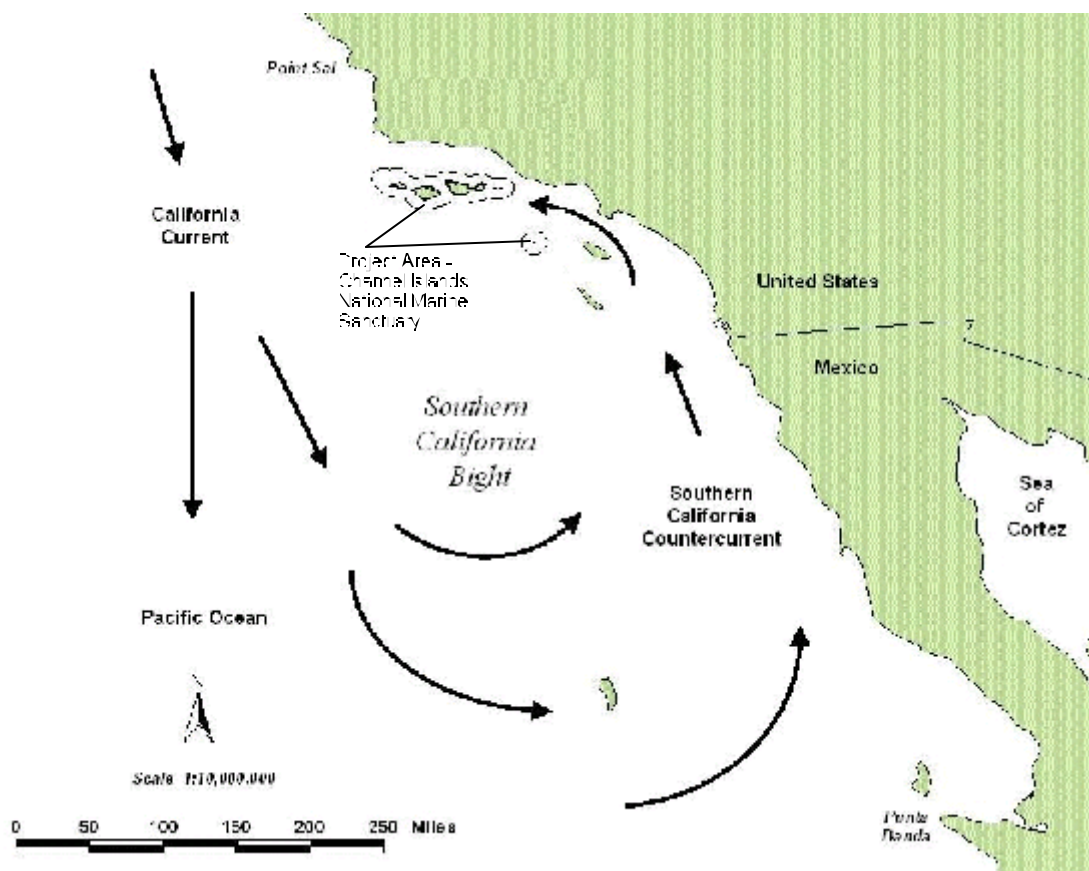 Point Sal
California
Current
Project Area -
Channel Islands
National Marine
Sanctuary
United States
Mexico
Southern
California
Bight
Southern
California
Countercurrent
Sea
of
Cortez
Pacific Ocean
Scale 1:10,000,000
0 50 100 150 200 250 Miles
Punta
Banda